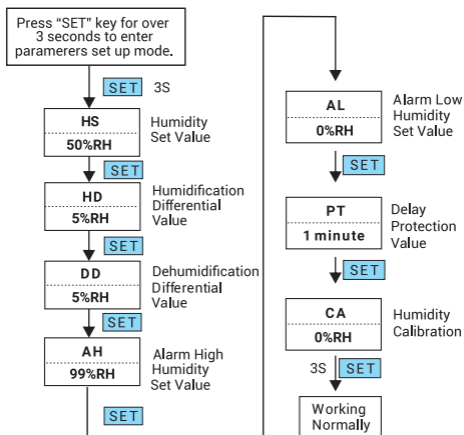 Press “SET” key for over
3 seconds to enter
paramerers set up mode.
SET 3S
HS
50%RH
Humidity
Set Value
SET
HD
5%RH
Humidification
Differential
Value
SET
DD
5%RH
Dehumidification
Differential
Value
SET
AH
99%RH
Alarm High
Humidity
Set Value
SET
AL
0%RH
Alarm Low
Humidity
Set Value
SET
PT
1 minute
Delay
Protection
Value
SET
CA
0%RH
Humidity
Calibration
3S SET
Working
Normally